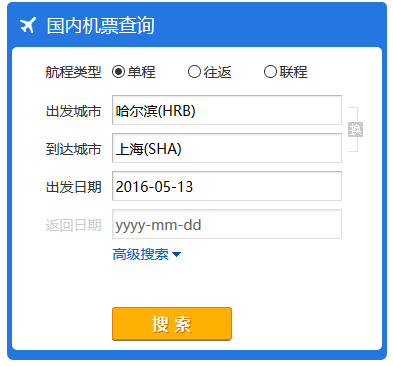 国内机票查询
航程类型 单程 往返 联程
出发城市 哈尔滨(HRB)
换
到达城市 上海(SHA)
出发日期 2016-05-13
返回日期 yyyy-mm-dd
高级搜索
搜 索